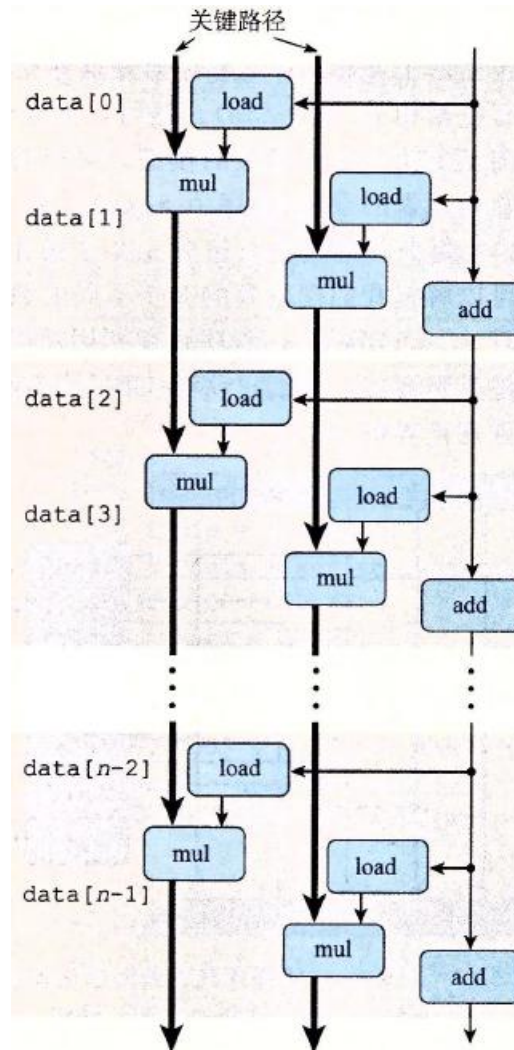 关键路径
data[0]
load
mul
load
data[1]
mul
add
data[2]
load
mul
load
data[3]
mul
add
data[n-2]
load
mul
load
data[n-1]
mul
add